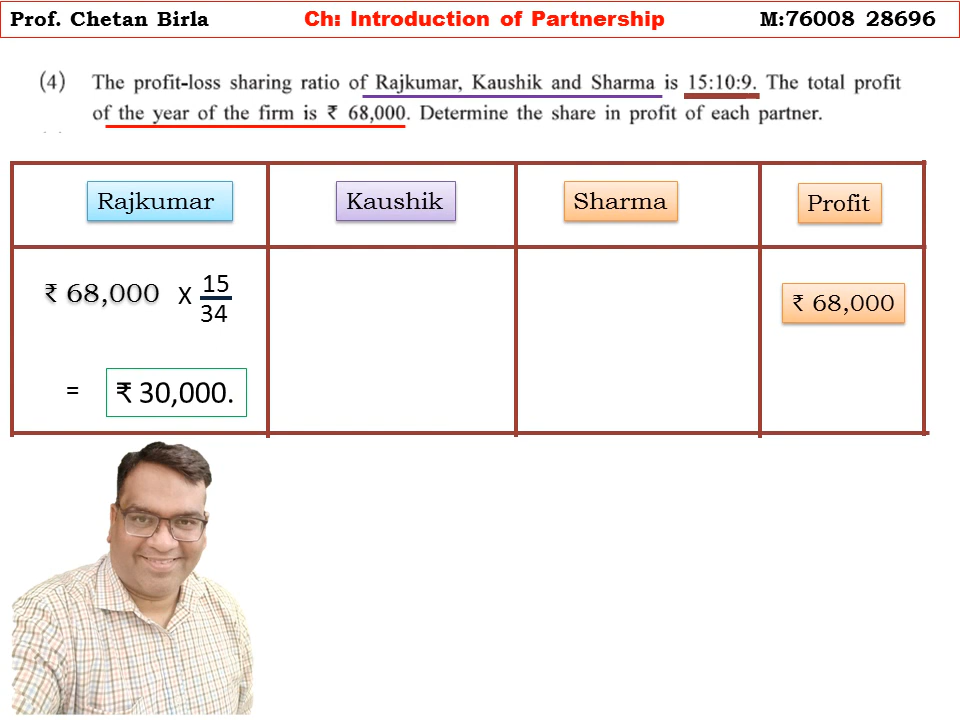 Prof. Chetan Birla Ch: Introduction of Partnership M:76008 28696
(4) The profit-loss sharing ratio of Rajkumar, Kaushik and Sharma is 15:10:9. The total profit
of the year of the firm is ₹ 68,000. Determine the share in profit of each partner.
Rajkumar Kaushik Sharma Profit
₹ 68,000 X 15
34
₹ 68,000
= ₹ 30,000.